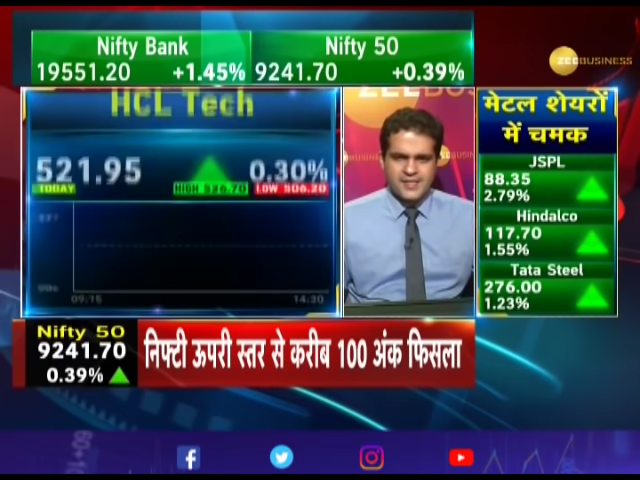 Nifty Bank
19551.20 +1.45%
Nifty 50
9241.70 +0.39%
ZEEBUSINESS
HCL Tech
521.95 0.30%
TODAY HIGH 526.70 LOW 506.20
09:15 14:30
मेटल शेयरों
में चमक
JSPL
88.35
2.79%
Hindalco
117.70
1.55%
Tata Steel
276.00
1.23%
Nifty 50
9241.70
0.39%
निफ्टी ऊपरी स्तर से करीब 100 अंक फिसला